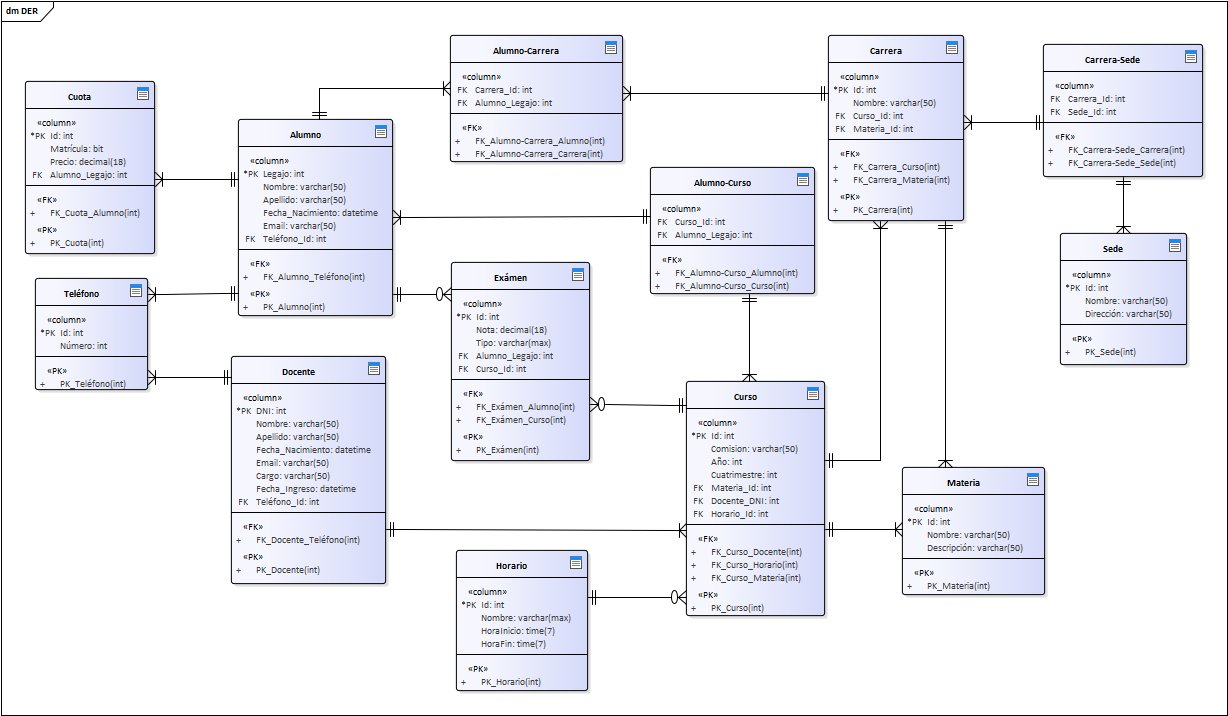 dm DER
Cuota
«column»
*PK Id: int
Matrícula: bit
Precio: decimal(18)
FK Alumno_Legajo: int
«FK»
+ FK_Cuota_Alumno(int)
«PK»
+ PK_Cuota(int)
Alumno
«column»
*PK Legajo: int
Nombre: varchar(50)
Apellido: varchar(50)
Fecha_Nacimiento: datetime
Email: varchar(50)
FK Teléfono_Id: int
«FK»
+ FK_Alumno_Teléfono(int)
«PK»
+ PK_Alumno(int)
Alumno-Carrera
«column»
FK Carrera_Id: int
FK Alumno_Legajo: int
«FK»
+ FK_Alumno-Carrera_Alumno(int)
+ FK_Alumno-Carrera_Carrera(int)
Carrera
«column»
*PK Id: int
Nombre: varchar(50)
FK Curso_Id: int
FK Materia_Id: int
«FK»
+ FK_Carrera_Curso(int)
+ FK_Carrera_Materia(int)
«PK»
+ PK_Carrera(int)
Carrera-Sede
«column»
FK Carrera_Id: int
FK Sede_Id: int
«FK»
+ FK_Carrera-Sede_Carrera(int)
+ FK_Carrera-Sede_Sede(int)
Alumno-Curso
«column»
FK Curso_Id: int
FK Alumno_Legajo: int
«FK»
+ FK_Alumno-Curso_Alumno(int)
+ FK_Alumno-Curso_Curso(int)
Sede
«column»
*PK Id: int
Nombre: varchar(50)
Dirección: varchar(50)
«PK»
+ PK_Sede(int)
Teléfono
«column»
*PK Id: int
Número: int
«PK»
+ PK_Teléfono(int)
Exámen
«column»
*PK Id: int
Nota: decimal(18)
Tipo: varchar(max)
FK Alumno_Legajo: int
FK Curso_Id: int
«FK»
+ FK_Exámen_Alumno(int)
+ FK_Exámen_Curso(int)
«PK»
+ PK_Exámen(int)
Docente
«column»
*PK DNI: int
Nombre: varchar(50)
Apellido: varchar(50)
Fecha_Nacimiento: datetime
Email: varchar(50)
Cargo: varchar(50)
Fecha_Ingreso: datetime
FK Teléfono_Id: int
«FK»
+ FK_Docente_Teléfono(int)
«PK»
+ PK_Docente(int)
Curso
«column»
*PK Id: int
Comision: varchar(50)
Año: int
Cuatrimestre: int
FK Materia_Id: int
FK Docente_DNI: int
FK Horario_Id: int
«FK»
+ FK_Curso_Docente(int)
+ FK_Curso_Horario(int)
+ FK_Curso_Materia(int)
«PK»
+ PK_Curso(int)
Materia
«column»
*PK Id: int
Nombre: varchar(50)
Descripción: varchar(50)
«PK»
+ PK_Materia(int)
Horario
«column»
*PK Id: int
Nombre: varchar(max)
HoraInicio: time(7)
HoraFin: time(7)
«PK»
+ PK_Horario(int)